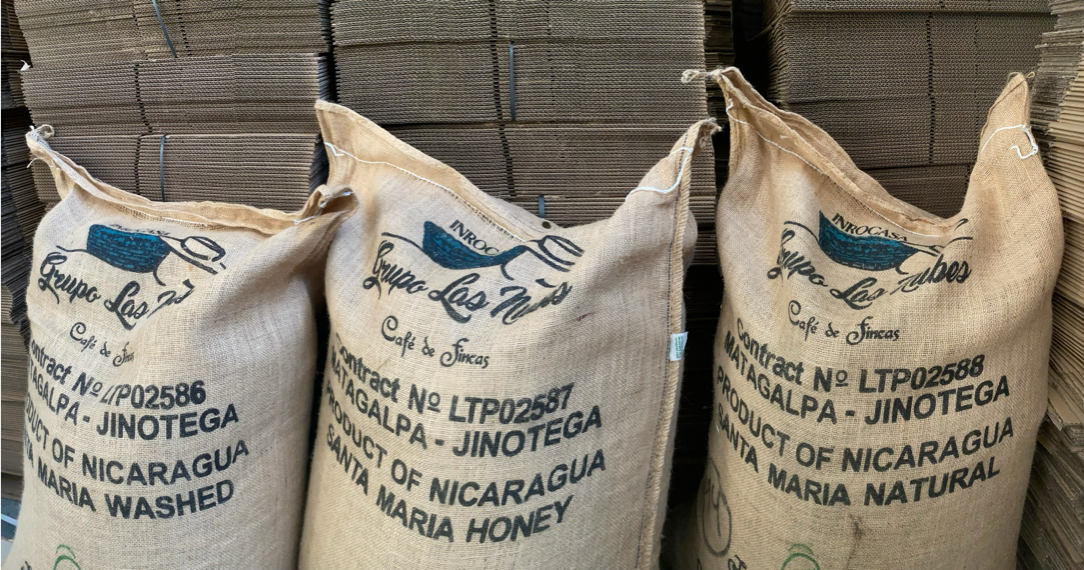 Grupo Las
Café de Fincas
Contract Nº LTP02586
MATAGALPA - JINOTEGA
PRODUCT OF NICARAGUA
SANTA MARIA WASHED
INROC
Grupo Las
Café de Fincas
Contract Nº LTP02587
MATAGALPA - JINOTEGA
PRODUCT OF NICARAGUA
SANTA MARIA HONEY
INROCASA
Grupo Las Nubes
Café de Fincas
Contract Nº LTP02588
MATAGALPA - JINOTEGA
PRODUCT OF NICARAGUA
SANTA MARIA NATURAL